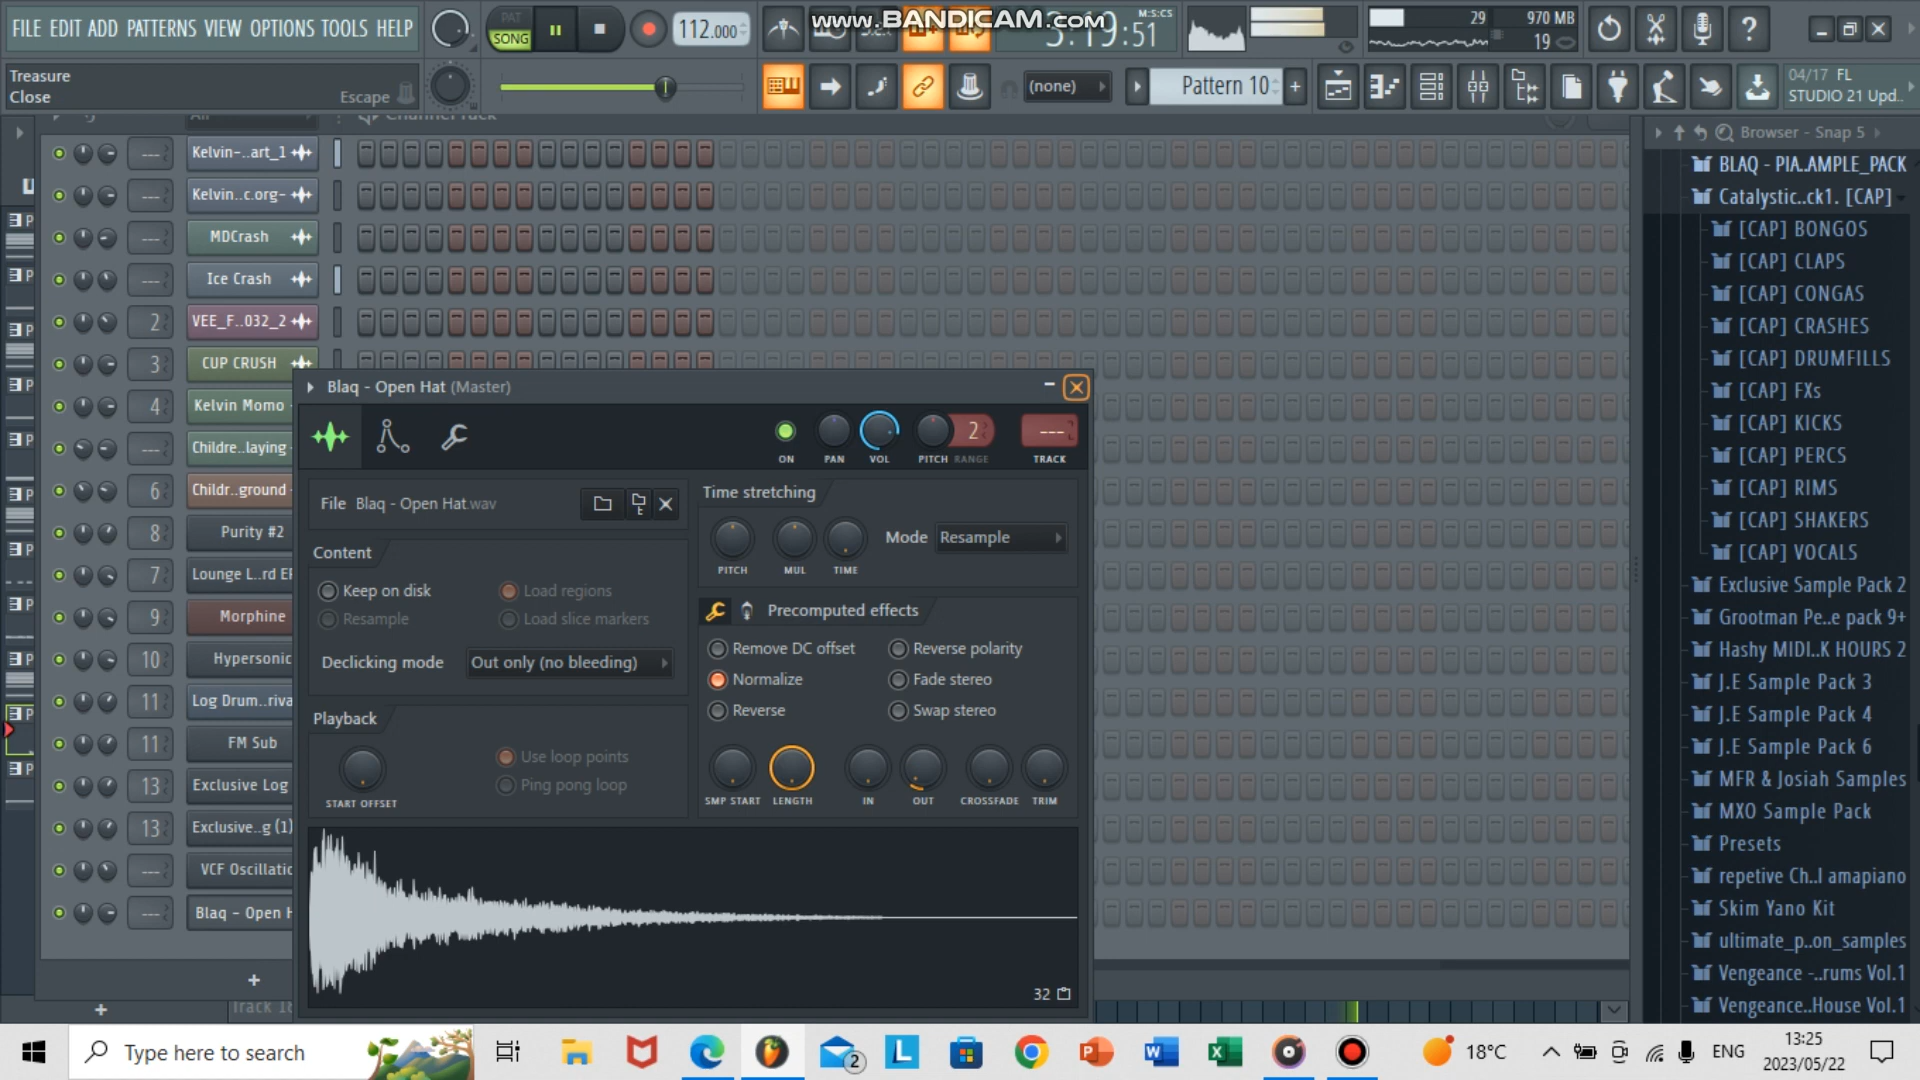 FILE EDIT ADD PATTERNS VIEW OPTIONS TOOLS HELP
PAT
SONG
112.000
www.BANDICAM.com
M:S:CS
3:19:51
29
970 MB
19
Treasure
Close
Escape
(none)
Pattern 10
+
04/17 FL
STUDIO 21 Upd..
Channel rack
Browser - Snap 5
Kelvin-..art_1
Kelvin..c.org-
MDCrash
Ice Crash
2
VEE_F..032_2
3
CUP CRUSH
4
Kelvin Momo
Childre..laying
6
Childr..ground
8
Purity #2
7
Lounge L..rd EF
9
Morphine
10
Hypersonic
11
Log Drum..riva
11
FM Sub
13
Exclusive Log
13
Exclusive..g (1)
VCF Oscillatic
Blaq - Open H
+
+
Blaq - Open Hat (Master)
ON
PAN
VOL
PITCH
RANGE
2
---
TRACK
File Blaq - Open Hat.wav
Content
Keep on disk
Load regions
Resample
Load slice markers
Declicking mode
Out only (no bleeding)
Playback
START OFFSET
Use loop points
Ping pong loop
Time stretching
PITCH
MUL
TIME
Mode
Resample
Precomputed effects
Remove DC offset
Reverse polarity
Normalize
Fade stereo
Reverse
Swap stereo
SMP START
LENGTH
IN
OUT
CROSSFADE
TRIM
32
BLAQ - PIA..AMPLE_PACK
Catalystic..ck1. [CAP]
[CAP] BONGOS
[CAP] CLAPS
[CAP] CONGAS
[CAP] CRASHES
[CAP] DRUMFILLS
[CAP] FXs
[CAP] KICKS
[CAP] PERCS
[CAP] RIMS
[CAP] SHAKERS
[CAP] VOCALS
Exclusive Sample Pack 2
Grootman Pe..e pack 9+
Hashy MIDI..K HOURS 2
J.E Sample Pack 3
J.E Sample Pack 4
J.E Sample Pack 6
MFR & Josiah Samples
MXO Sample Pack
Presets
repetive Ch..l amapiano
Skim Yano Kit
ultimate_p..on_samples
Vengeance -..rums Vol.1
Vengeance..House Vol.1
Type here to search
2
18°C
ENG
13:25
2023/05/22